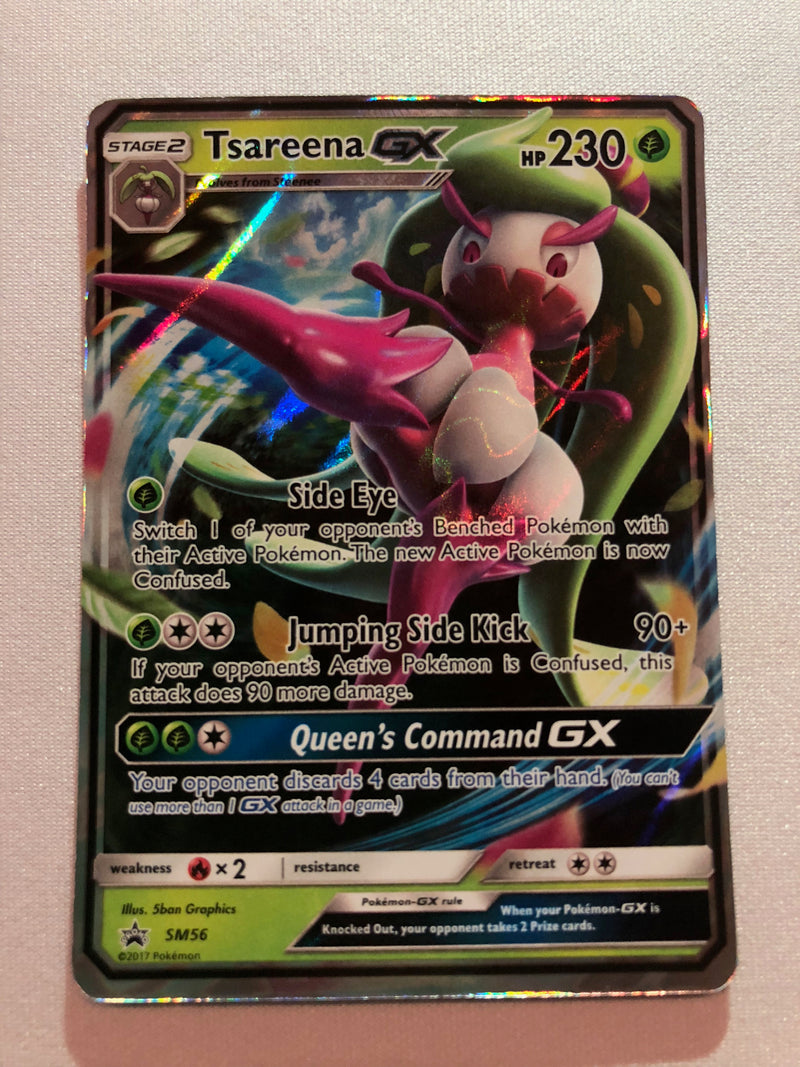 STAGE2 Tsareena GX HP 230
Evolves from Steenee
Side Eye
Switch 1 of your opponent's Benched Pokémon with
their Active Pokémon. The new Active Pokémon is now
Confused.
Jumping Side Kick 90+
If your opponent's Active Pokémon is Confused, this
attack does 90 more damage.
Queen's Command GX
Your opponent discards 4 cards from their hand. (You can't
use more than 1 GX attack in a game.)
weakness ×2 resistance retreat
Illus. 5ban Graphics
Pokémon-GX rule
When your Pokémon-GX is
Knocked Out, your opponent takes 2 Prize cards.
SM56
©2017 Pokémon